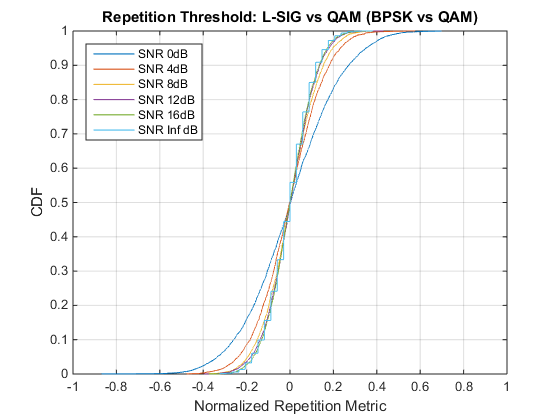 Repetition Threshold: L-SIG vs QAM (BPSK vs QAM)
1
0.9
0.8
0.7
0.6
0.5
0.4
0.3
0.2
0.1
0
SNR 0dB
SNR 4dB
SNR 8dB
SNR 12dB
SNR 16dB
SNR Inf dB
CDF
-1 -0.8 -0.6 -0.4 -0.2 0 0.2 0.4 0.6 0.8 1
Normalized Repetition Metric